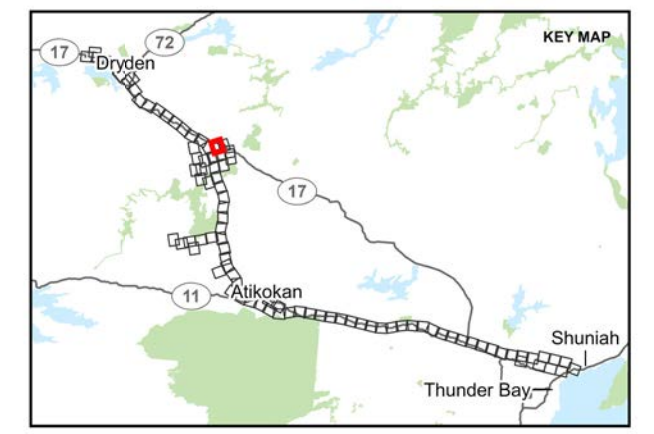 KEY MAP
72
17
Dryden
17
11
Atikokan
Shuniah
Thunder Bay